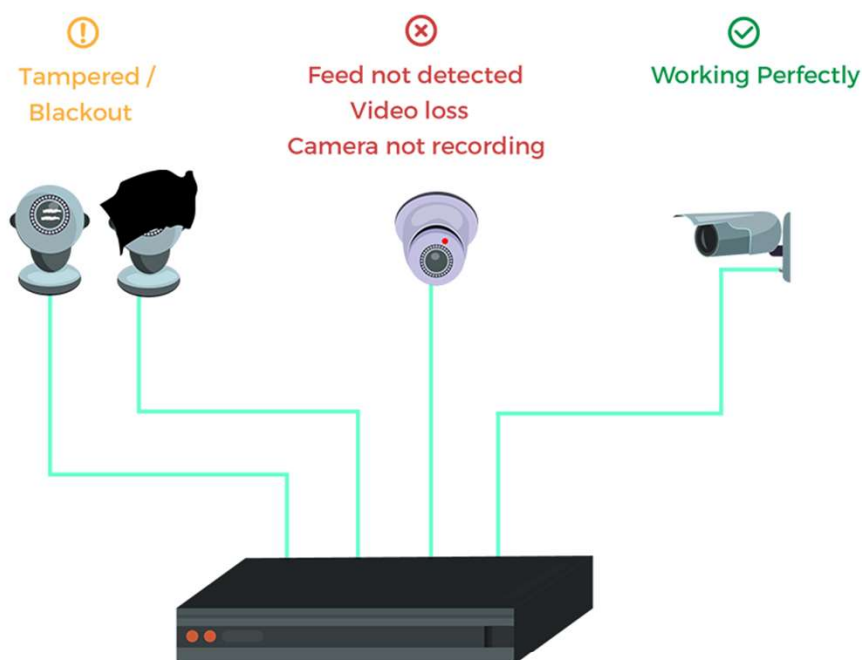 Tampered /
Blackout
Feed not detected
Video loss
Camera not recording
Working Perfectly